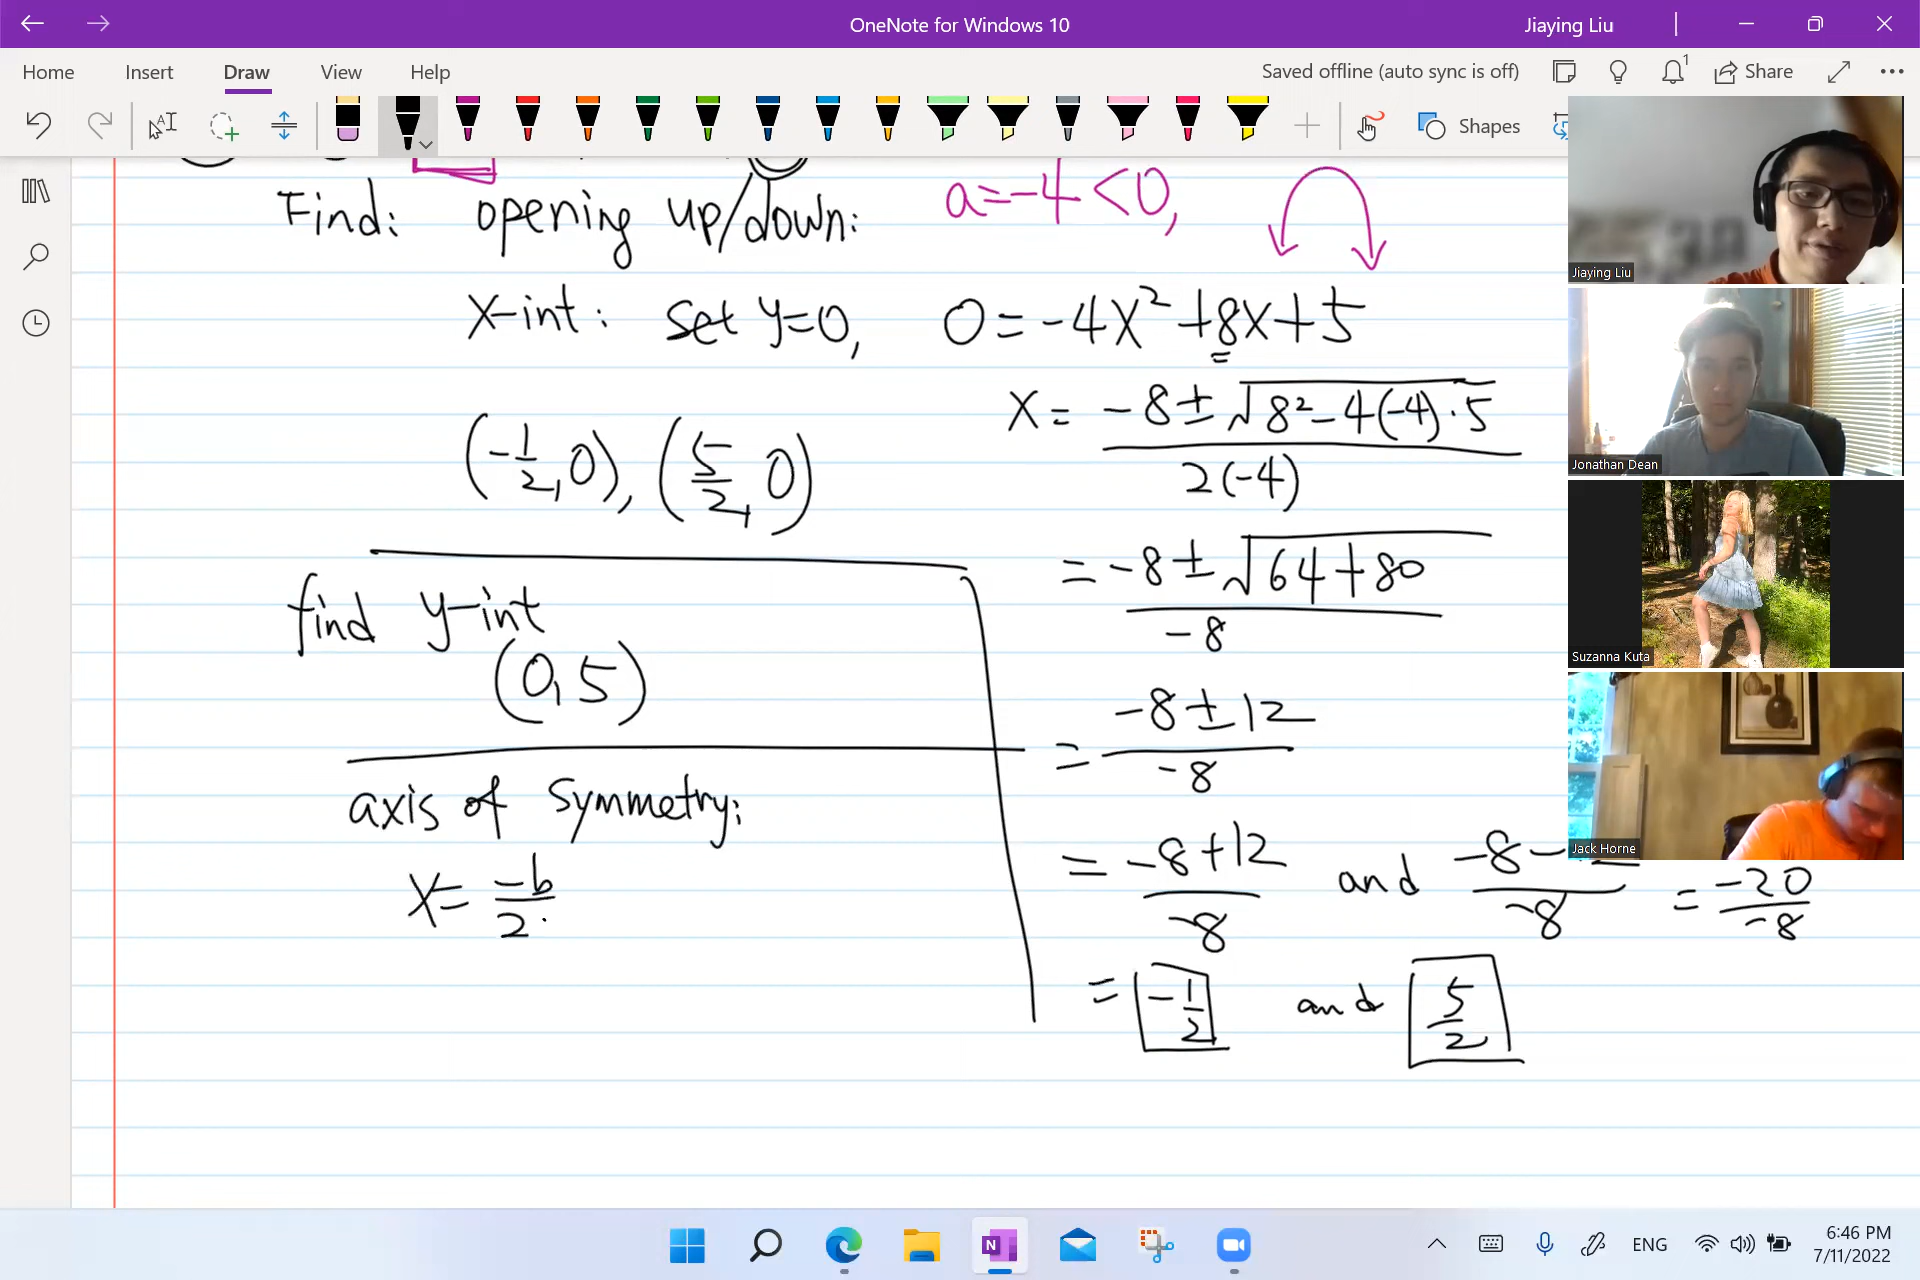 OneNote for Windows 10
Jiaying Liu
Home Insert Draw View Help
Saved offline (auto sync is off)
1
Share
Shapes
Find: opening up/down: a=-4<0,
x-int: set y=0, 0=-4x²+8x+5
x= -8±√8²-4(-4)·5
2(-4)
(-1/2, 0), (5/2, 0)
= -8±√64+80
-8
find y-int
(0,5)
= -8±12
-8
axis of symmetry:
x= -b
2
= -8+12 and -8- = -20
-8 -8 -8
= -1/2 and 5/2
Jiaying Liu
Jonathan Dean
Suzanna Kuta
Jack Horne
ENG
6:46 PM
7/11/2022